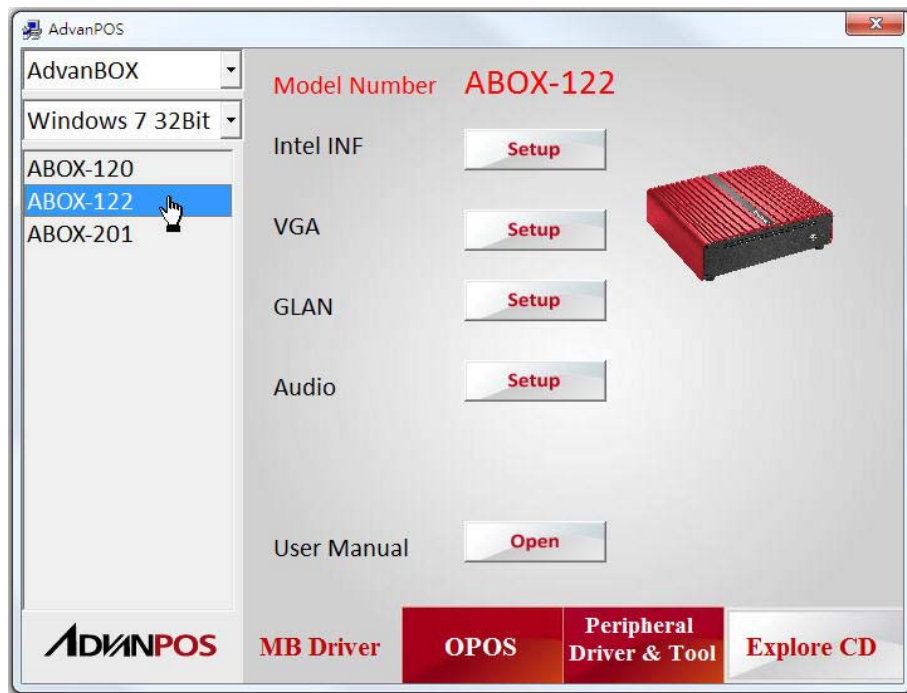 AdvanPOS
AdvanBOX
Windows 7 32Bit
ABOX-120
ABOX-122
ABOX-201
Model Number ABOX-122
Intel INF Setup
VGA Setup
GLAN Setup
Audio Setup
User Manual Open
ADVANPOS
MB Driver
OPOS
Peripheral
Driver & Tool
Explore CD